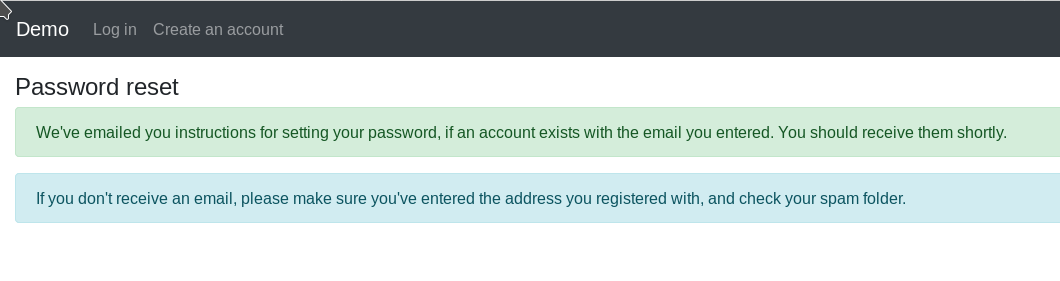 Demo Log in Create an account
Password reset
We've emailed you instructions for setting your password, if an account exists with the email you entered. You should receive them shortly.
If you don't receive an email, please make sure you've entered the address you registered with, and check your spam folder.